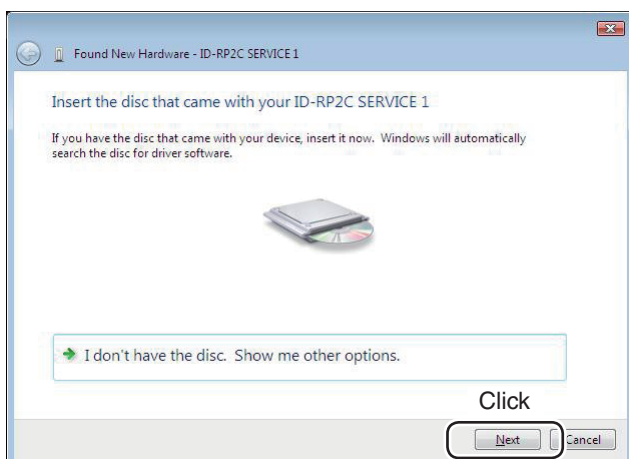 Found New Hardware - ID-RP2C SERVICE 1
Insert the disc that came with your ID-RP2C SERVICE 1
If you have the disc that came with your device, insert it now.  Windows will automatically
search the disc for driver software.
I don't have the disc.  Show me other options.
Click
Next
Cancel